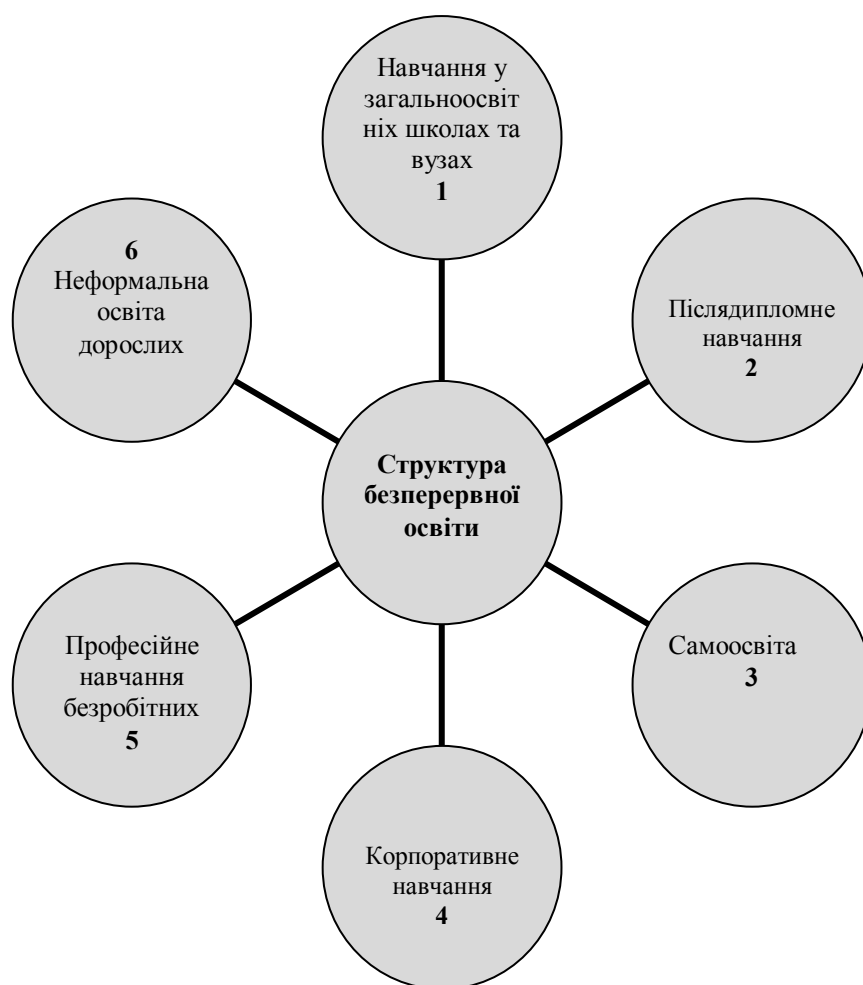 Навчання у
загальноосвіт
ніх школах та
вузах
1
Післядипломне
навчання
2
Самоосвіта
3
Корпоративне
навчання
4
Професійне
навчання
безробітних
5
6
Неформальна
освіта
дорослих
Структура
безперервної
освіти